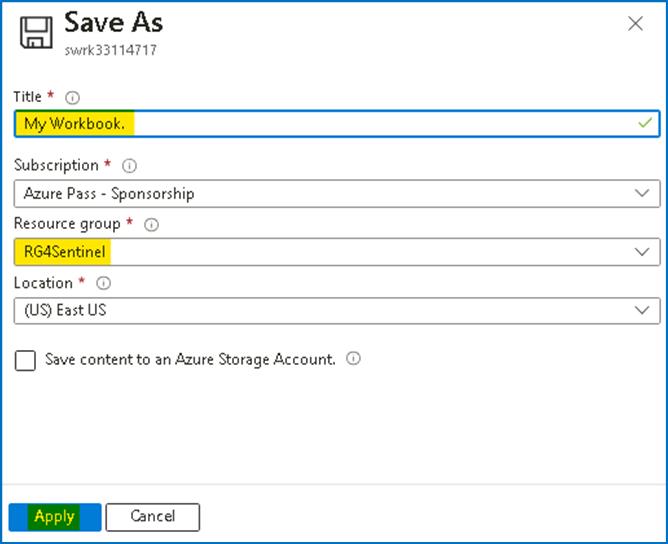 Save As
swrk33114717
Title *
My Workbook.
Subscription *
Azure Pass - Sponsorship
Resource group *
RG4Sentinel
Location *
(US) East US
Save content to an Azure Storage Account.
Apply Cancel